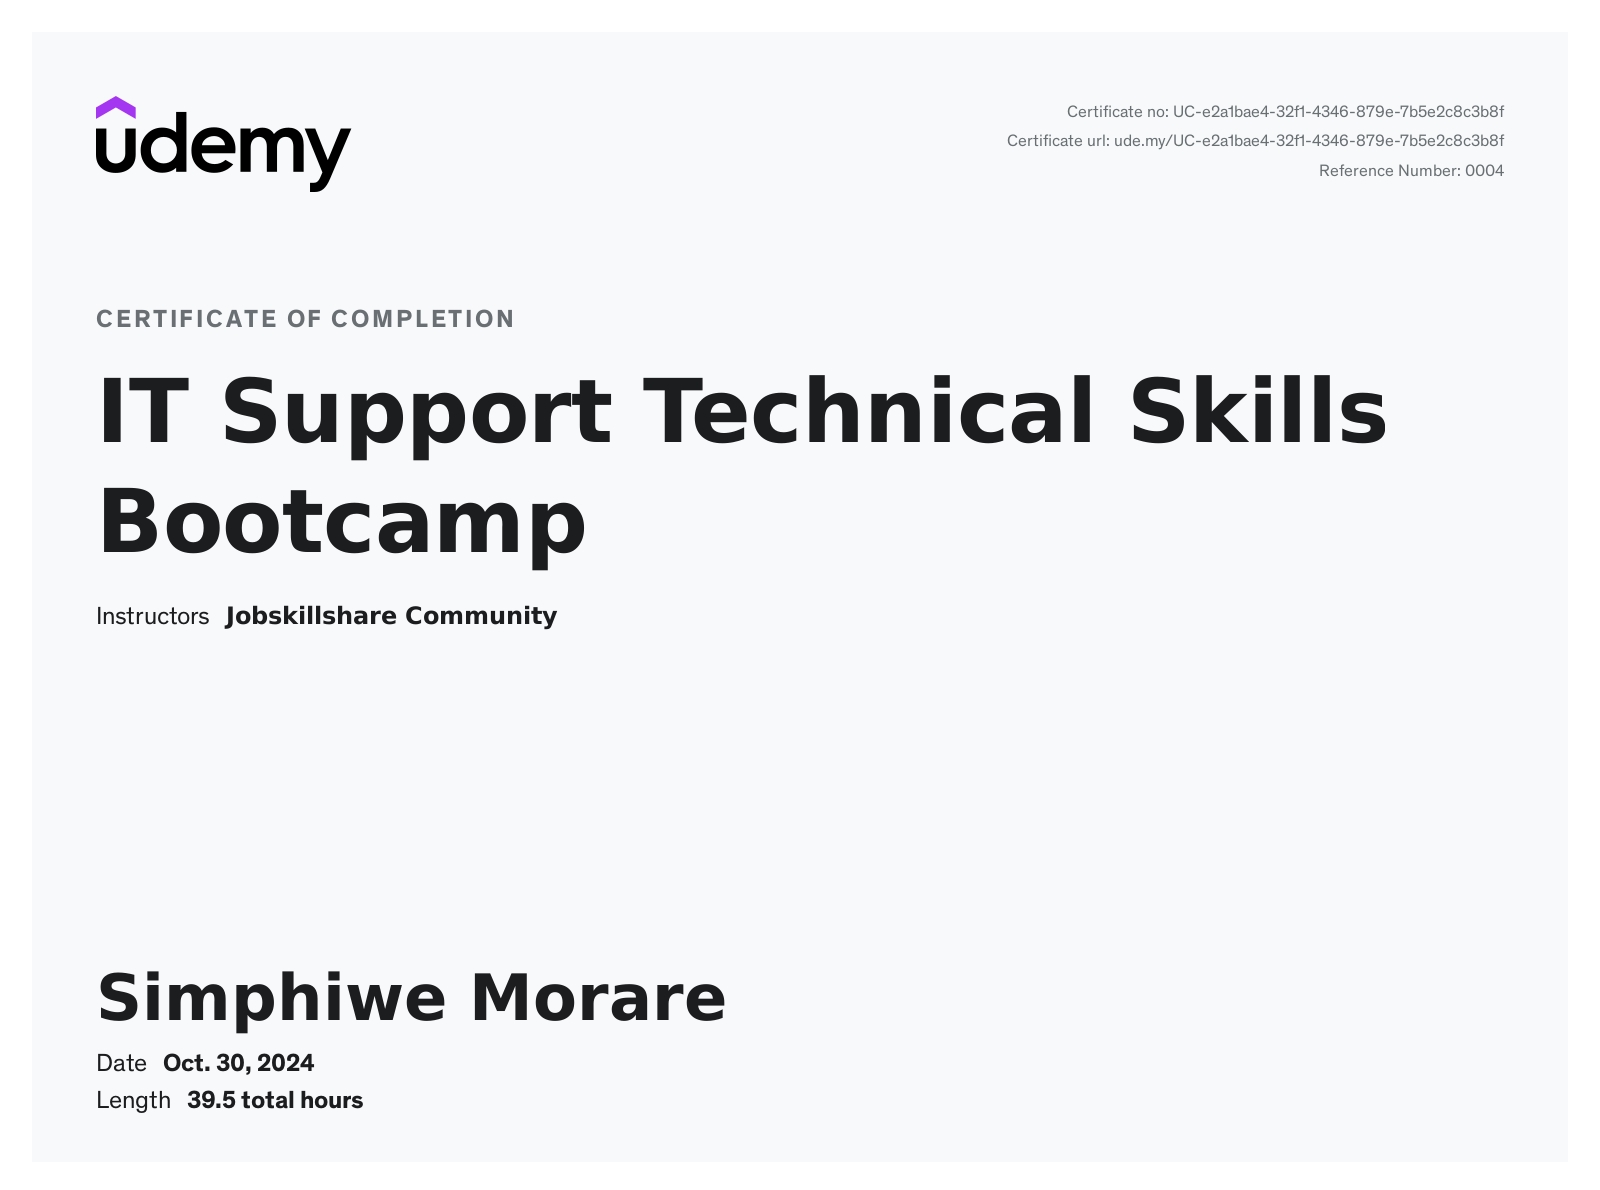 udemy
Certificate no: UC-e2a1bae4-32f1-4346-879e-7b5e2c8c3b8f
Certificate url: ude.my/UC-e2a1bae4-32f1-4346-879e-7b5e2c8c3b8f
Reference Number: 0004
CERTIFICATE OF COMPLETION
IT Support Technical Skills
Bootcamp
Instructors Jobskillshare Community
Simphiwe Morare
Date Oct. 30, 2024
Length 39.5 total hours